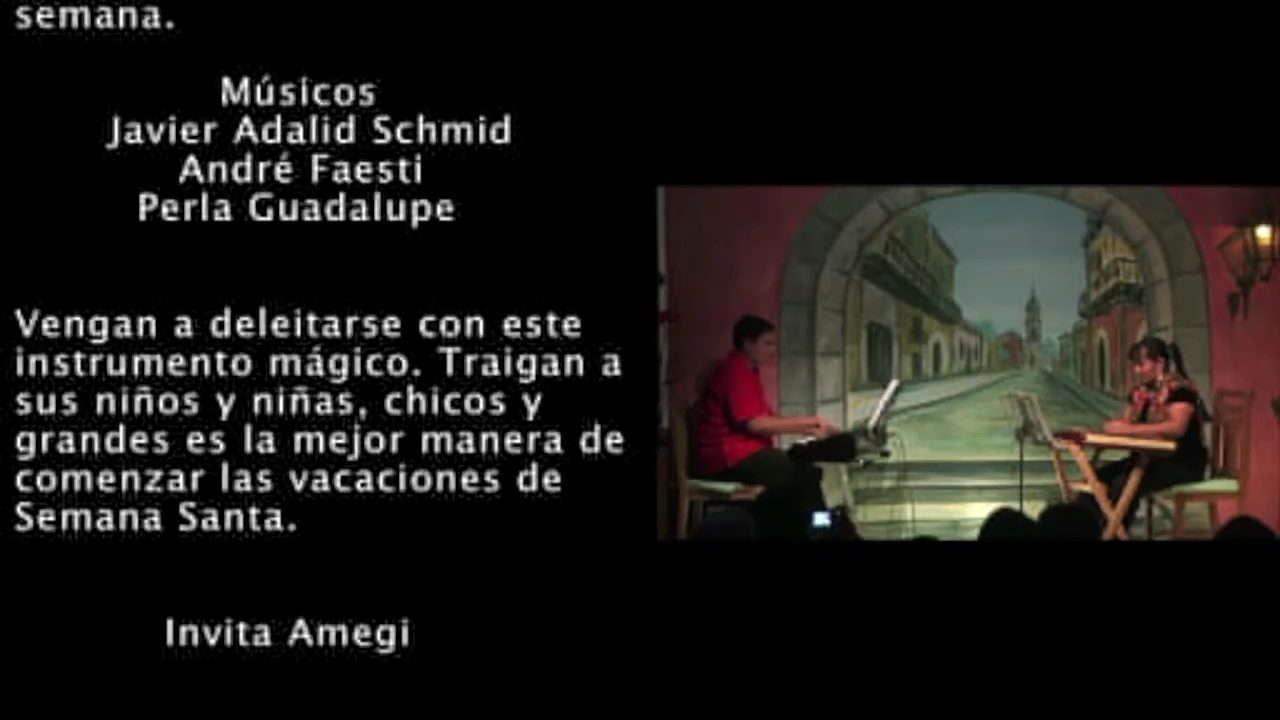 semana.
Músicos
Javier Adalid Schmid
André Faesti
Perla Guadalupe
Vengan a deleitarse con este
instrumento mágico. Traigan a
sus niños y niñas, chicos y
grandes es la mejor manera de
comenzar las vacaciones de
Semana Santa.
Invita Amegi